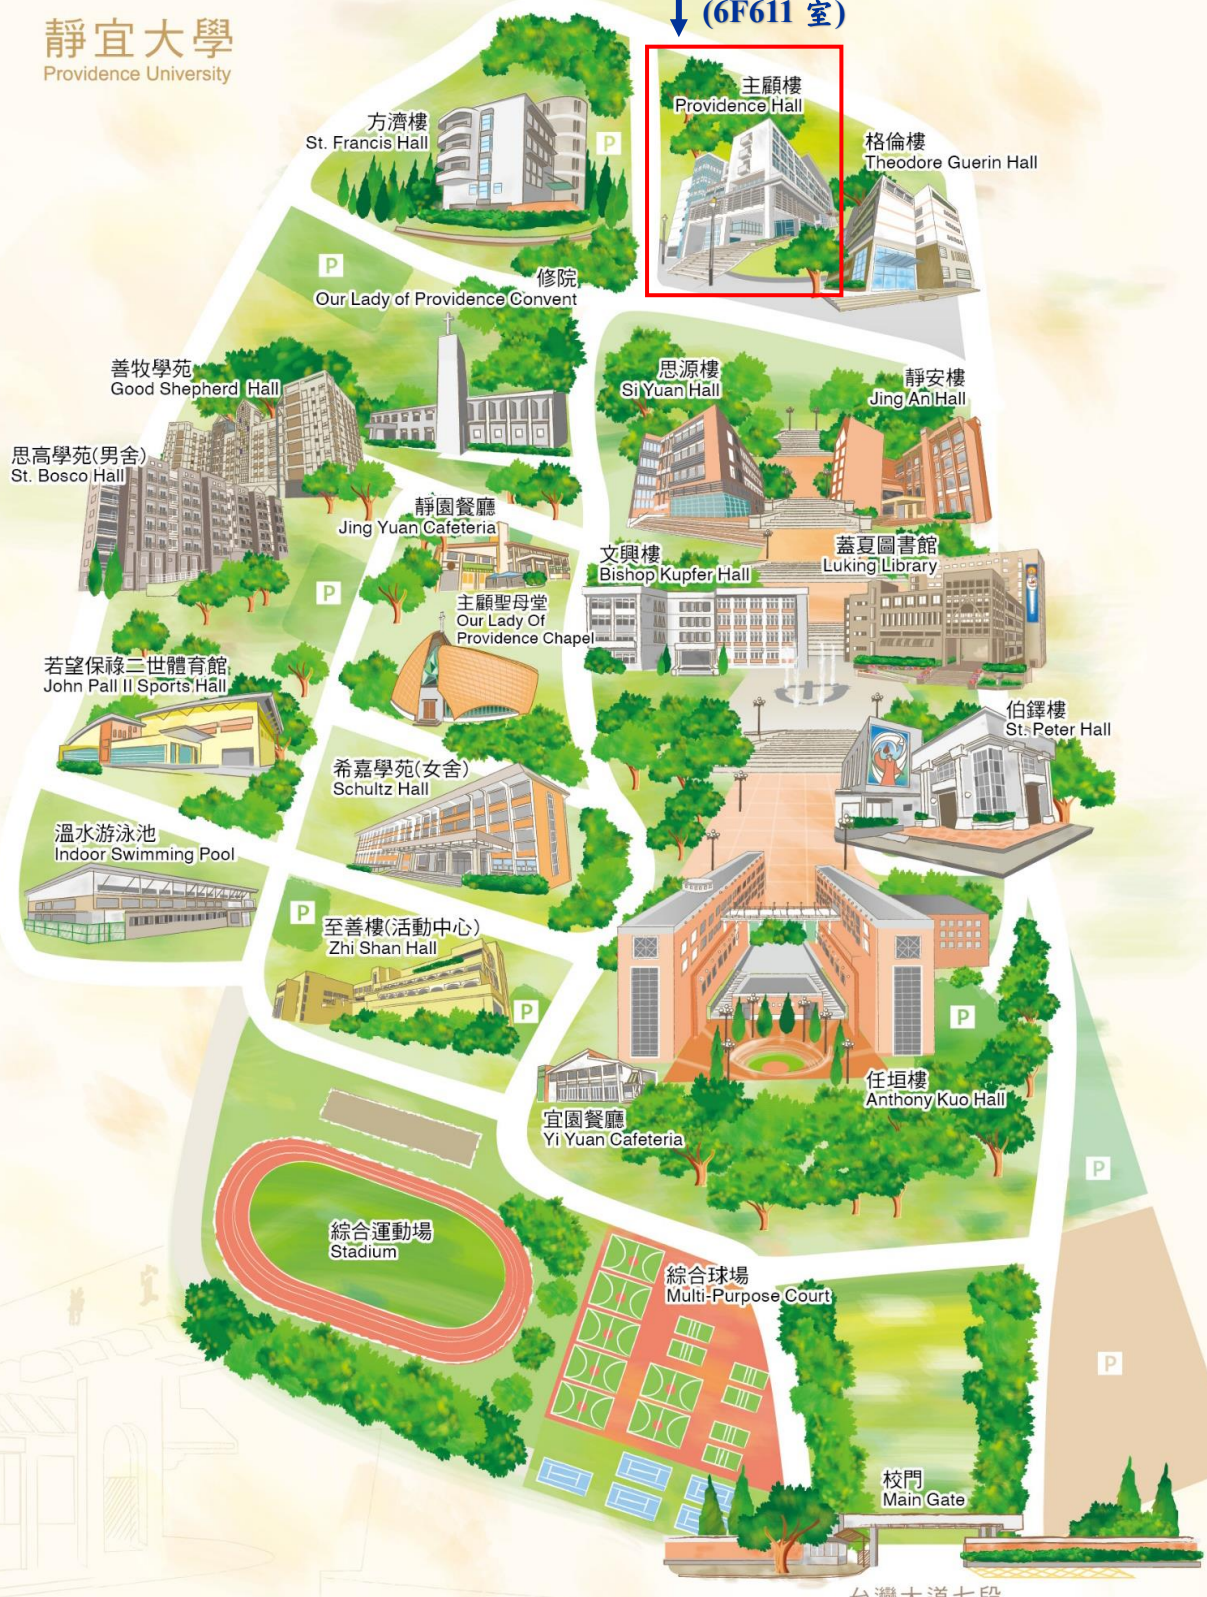 (6F611 室)
靜宜大學
Providence University
主顧樓
Providence Hall
方濟樓
St. Francis Hall
P
格倫樓
Theodore Guerin Hall
P
修院
Our Lady of Providence Convent
善牧學苑
Good Shepherd Hall
思源樓
Si Yuan Hall
靜安樓
Jing An Hall
思高學苑(男舍)
St. Bosco Hall
靜園餐廳
Jing Yuan Cafeteria
文興樓
Bishop Kupfer Hall
蓋夏圖書館
Luking Library
P
主顧聖母堂
Our Lady Of
Providence Chapel
若望保祿二世體育館
John Pall II Sports Hall
伯鐸樓
St. Peter Hall
希嘉學苑(女舍)
Schultz Hall
溫水游泳池
Indoor Swimming Pool
P
至善樓(活動中心)
Zhi Shan Hall
P
P
任垣樓
Anthony Kuo Hall
宜園餐廳
Yi Yuan Cafeteria
P
綜合運動場
Stadium
綜合球場
Multi-Purpose Court
P
校門
Main Gate
台灣大道七段